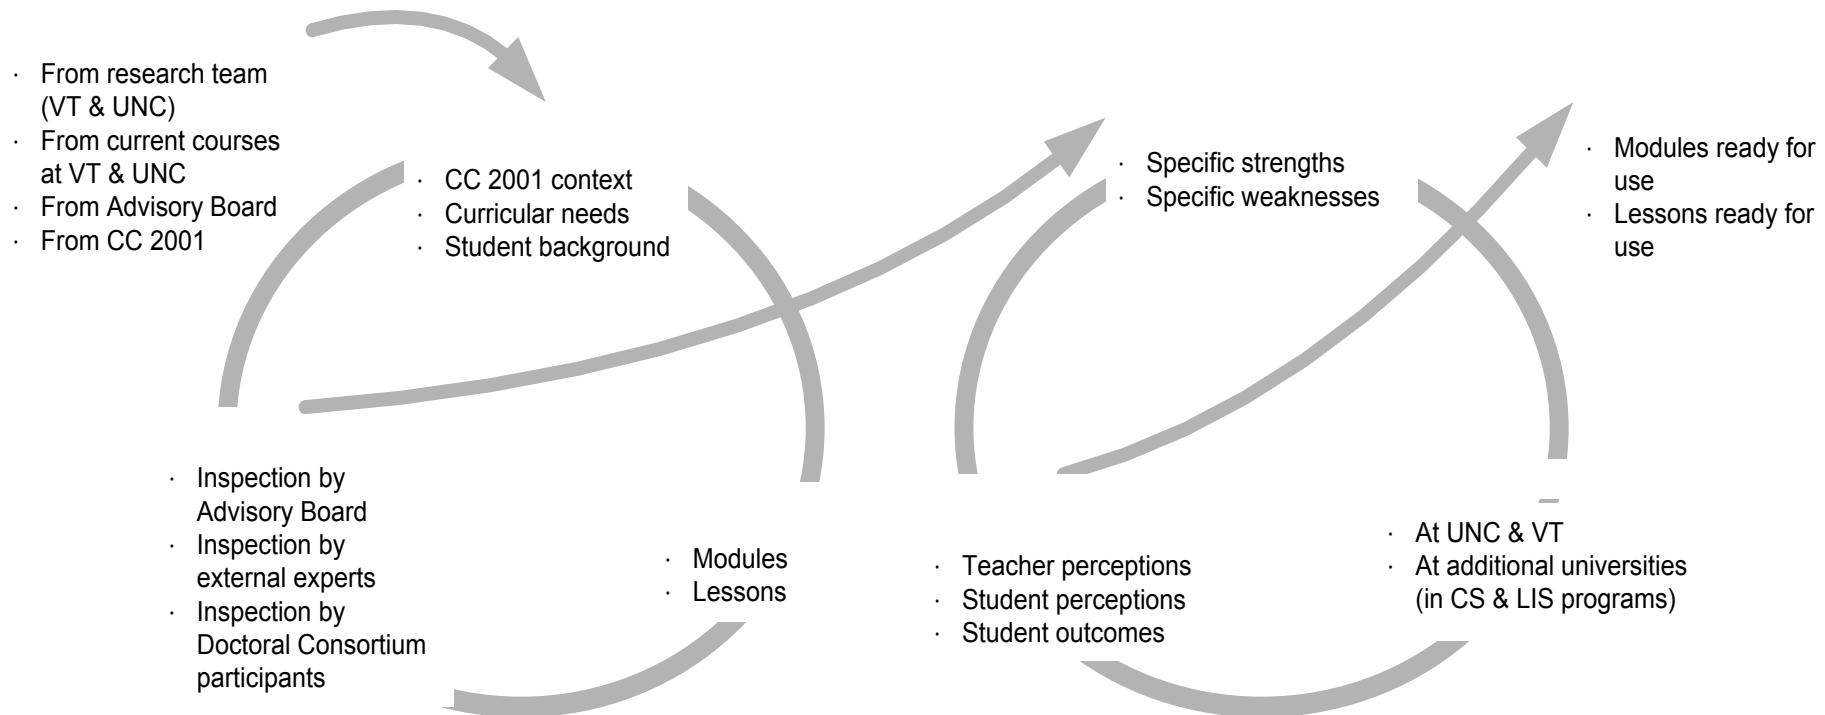 · From research team
(VT & UNC)
· From current courses
at VT & UNC
· From Advisory Board
· From CC 2001
· CC 2001 context
· Curricular needs
· Student background
· Specific strengths
· Specific weaknesses
· Modules ready for
use
· Lessons ready for
use
· Inspection by
Advisory Board
· Inspection by
external experts
· Inspection by
Doctoral Consortium
participants
· Modules
· Lessons
· Teacher perceptions
· Student perceptions
· Student outcomes
· At UNC & VT
· At additional universities
(in CS & LIS programs)